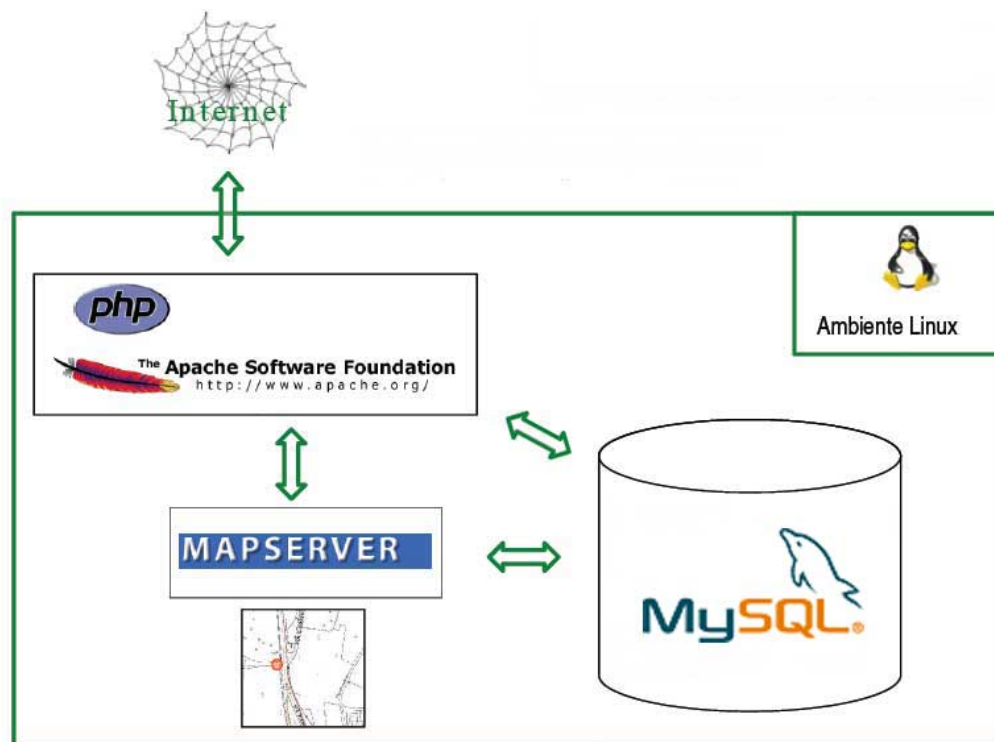 Internet
Ambiente Linux
php
The Apache Software Foundation
http://www.apache.org/
MAPSERVER
MySQL®